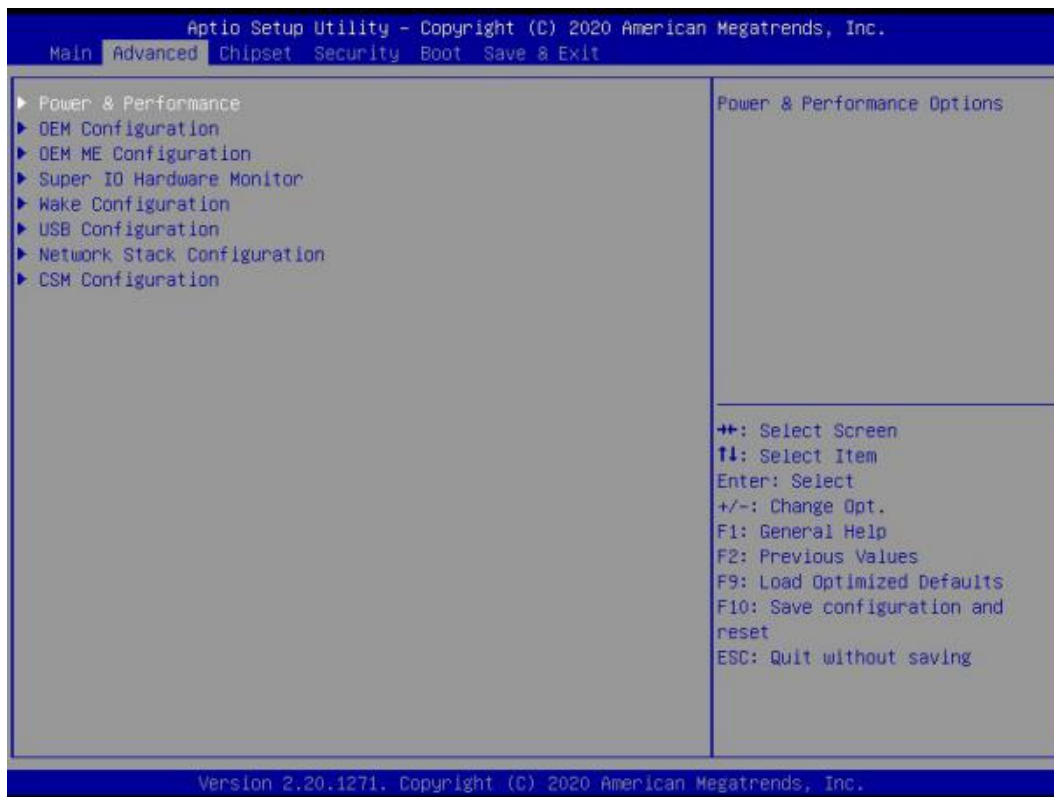 Aptio Setup Utility – Copyright (C) 2020 American Megatrends, Inc.
Main Advanced Chipset Security Boot Save & Exit
Power & Performance
OEM Configuration
OEM ME Configuration
Super IO Hardware Monitor
Wake Configuration
USB Configuration
Network Stack Configuration
CSM Configuration
Power & Performance Options
→←: Select Screen
↑↓: Select Item
Enter: Select
+/-: Change Opt.
F1: General Help
F2: Previous Values
F9: Load Optimized Defaults
F10: Save configuration and
reset
ESC: Quit without saving
Version 2.20.1271. Copyright (C) 2020 American Megatrends, Inc.